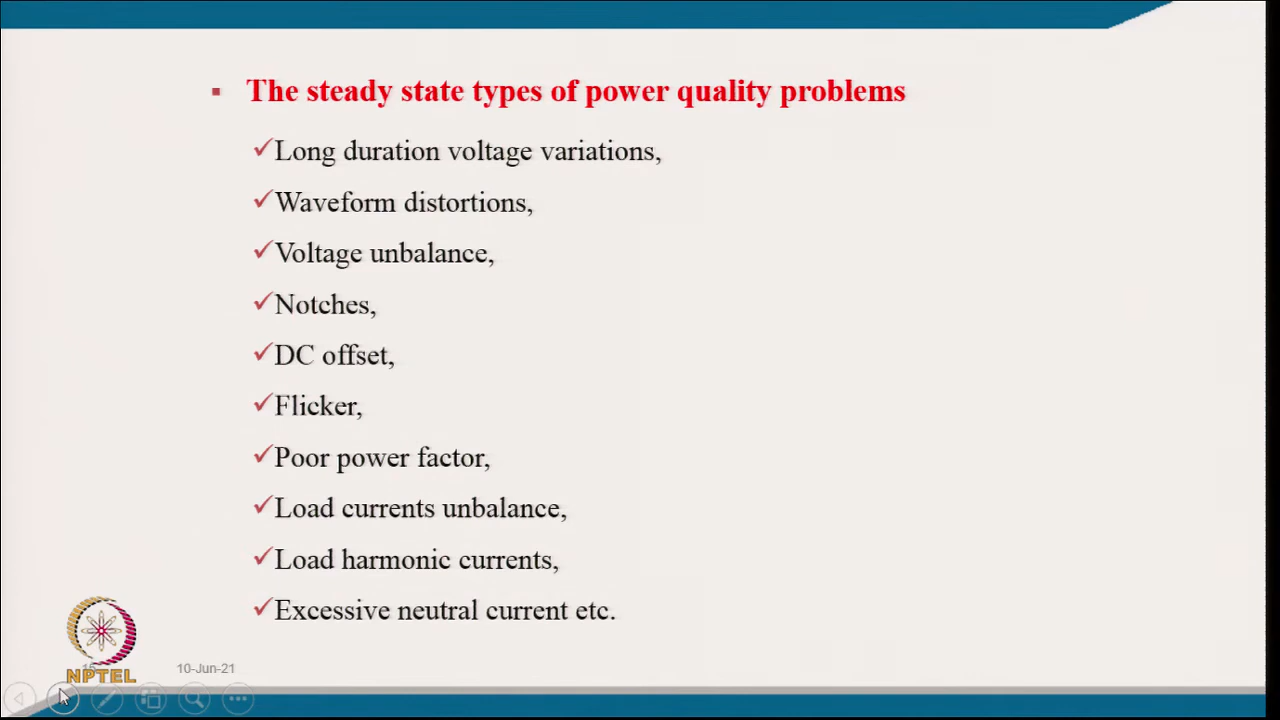 The steady state types of power quality problems
Long duration voltage variations,
Waveform distortions,
Voltage unbalance,
Notches,
DC offset,
Flicker,
Poor power factor,
Load currents unbalance,
Load harmonic currents,
Excessive neutral current etc.
10-Jun-21
NPTEL